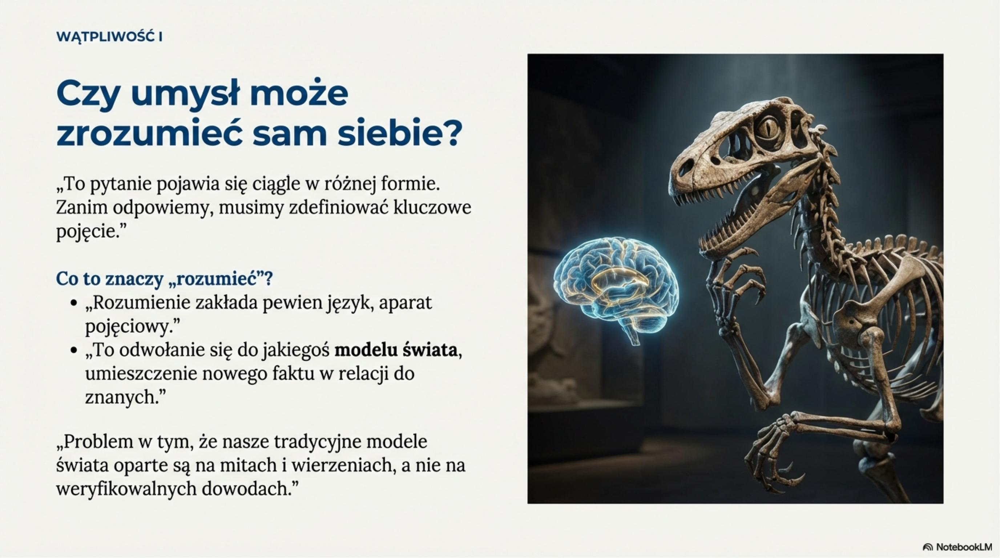 WĄTPLIWOŚĆ I
Czy umysł może
zrozumieć sam siebie?
„To pytanie pojawia się ciągle w różnej formie.
Zanim odpowiemy, musimy zdefiniować kluczowe
pojęcie.”
Co to znaczy „rozumieć”?
• „Rozumienie zakłada pewien język, aparat
pojęciowy.”
• „To odwołanie się do jakiegoś modelu świata,
umieszczenie nowego faktu w relacji do
znanych.”
„Problem w tym, że nasze tradycyjne modele
świata oparte są na mitach i wierzeniach, a nie na
weryfikowalnych dowodach.”
NotebookLM